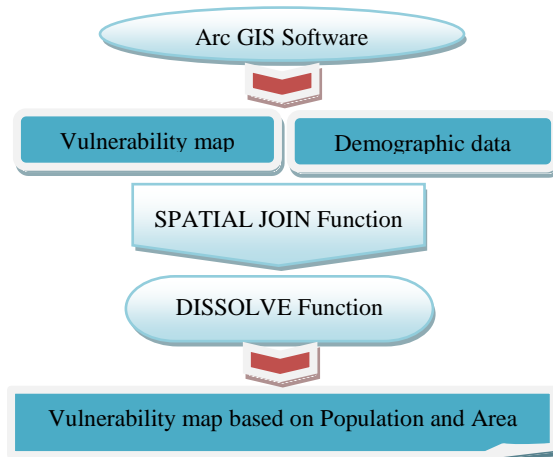 Arc GIS Software
Vulnerability map
Demographic data
SPATIAL JOIN Function
DISSOLVE Function
Vulnerability map based on Population and Area